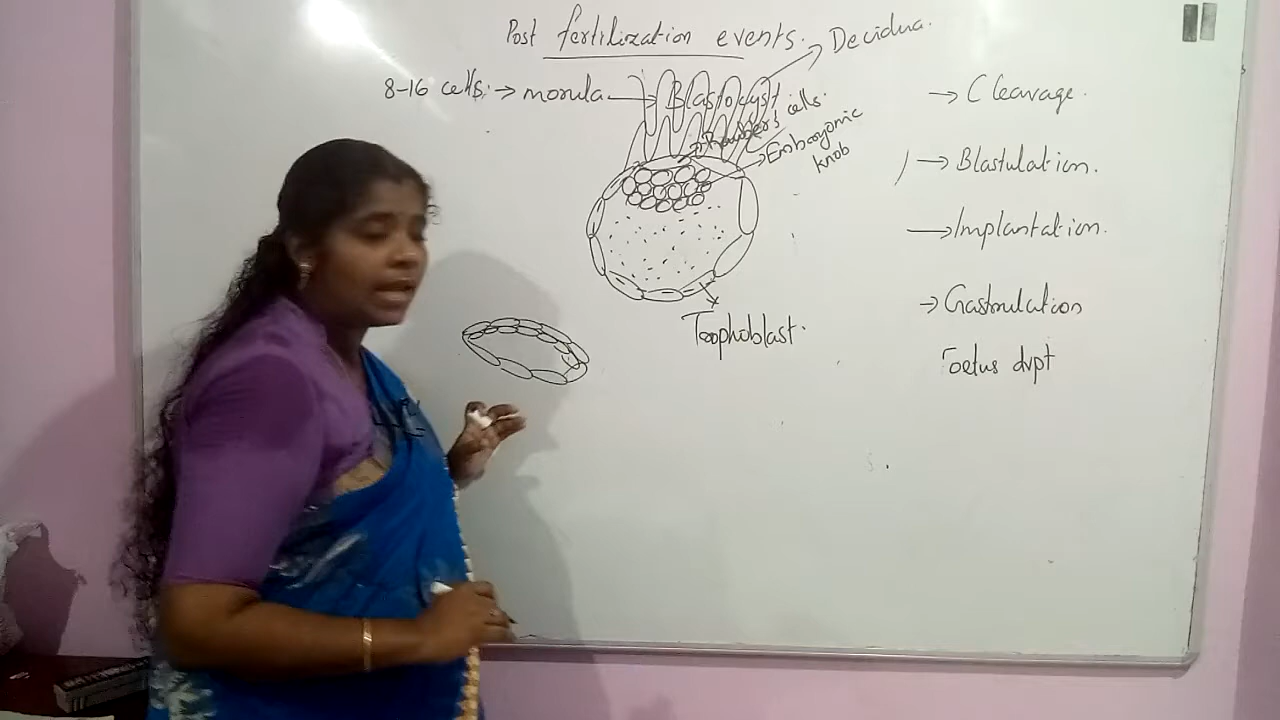 Post fertilization events.
Decidua.
8-16 cells: → morula → Blastocyst
Rauber's cells.
Embryonic
knob
Trophoblast.
→ Cleavage.
→ Blastulation.
→ Implantation.
→ Gastrulation
Foetus dvpt